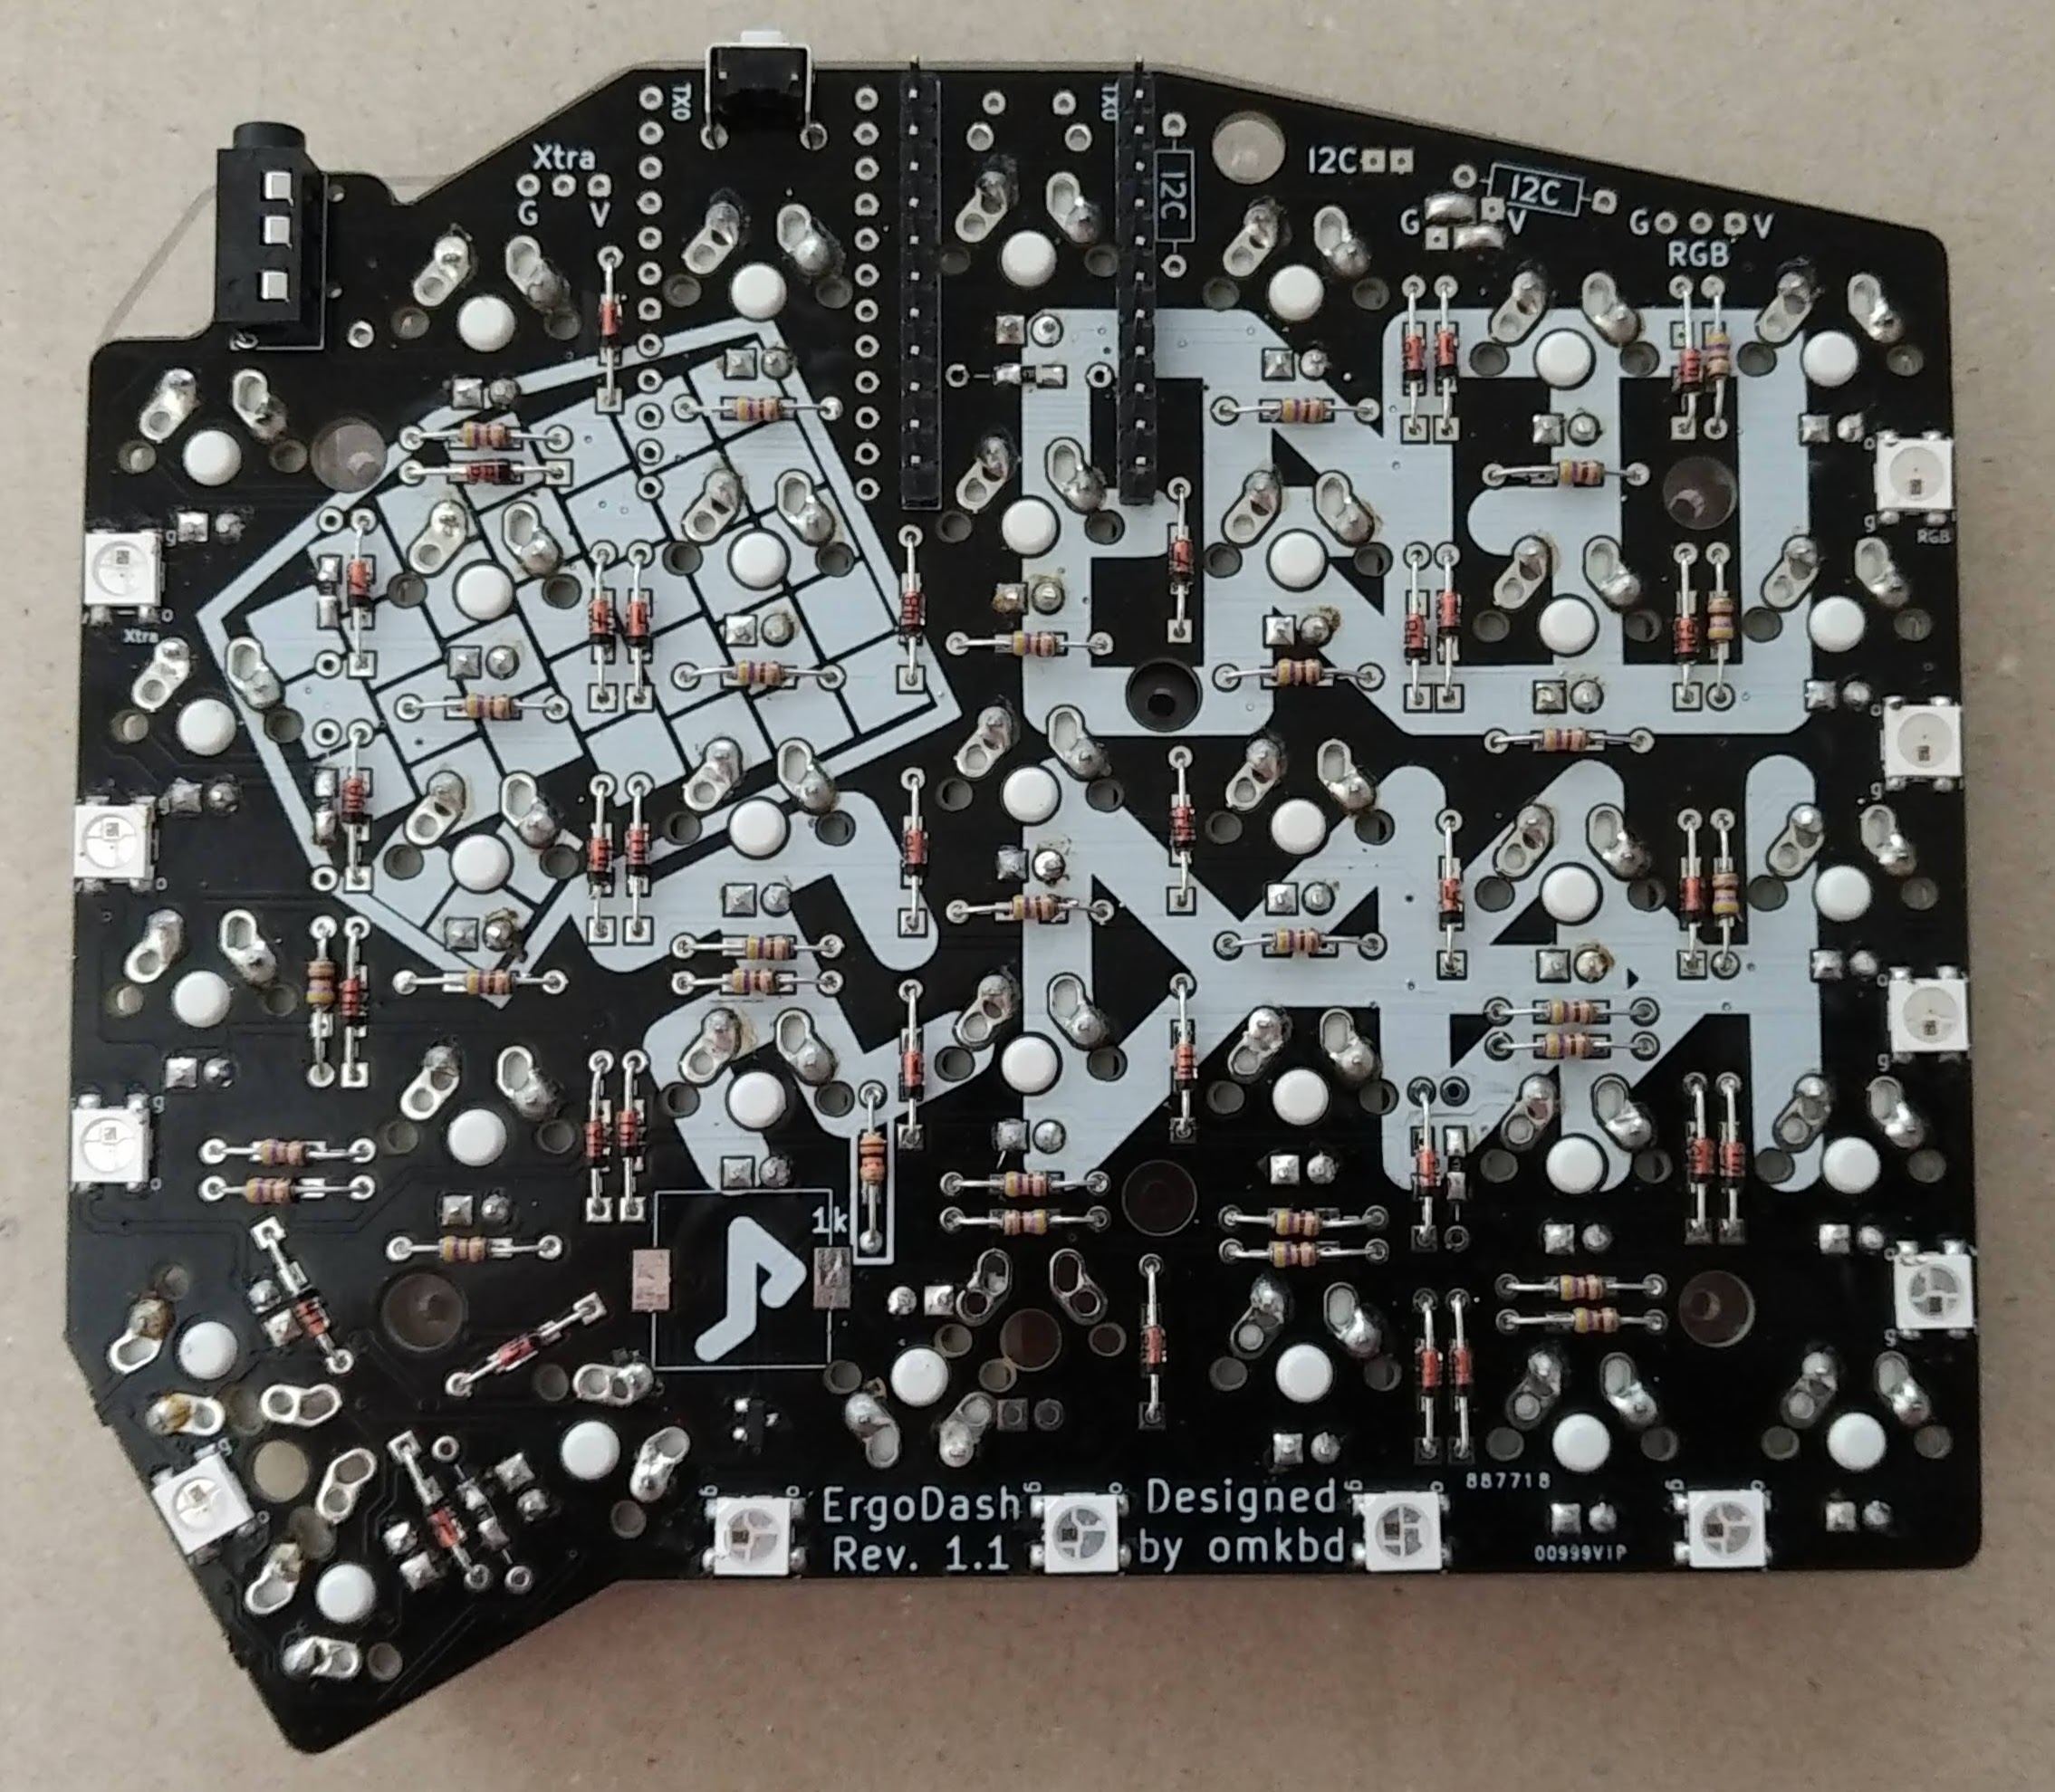 TX0
TX0
Xtra
G V
I2C
I2C
I2C
G V
G V
RGB
g
o
g
RGB
o
Xtra
g
g
g
o
g
1k
g
o
g
ErgoDash
Rev. 1.1
Designed
by omkbd
887718
00999VIP